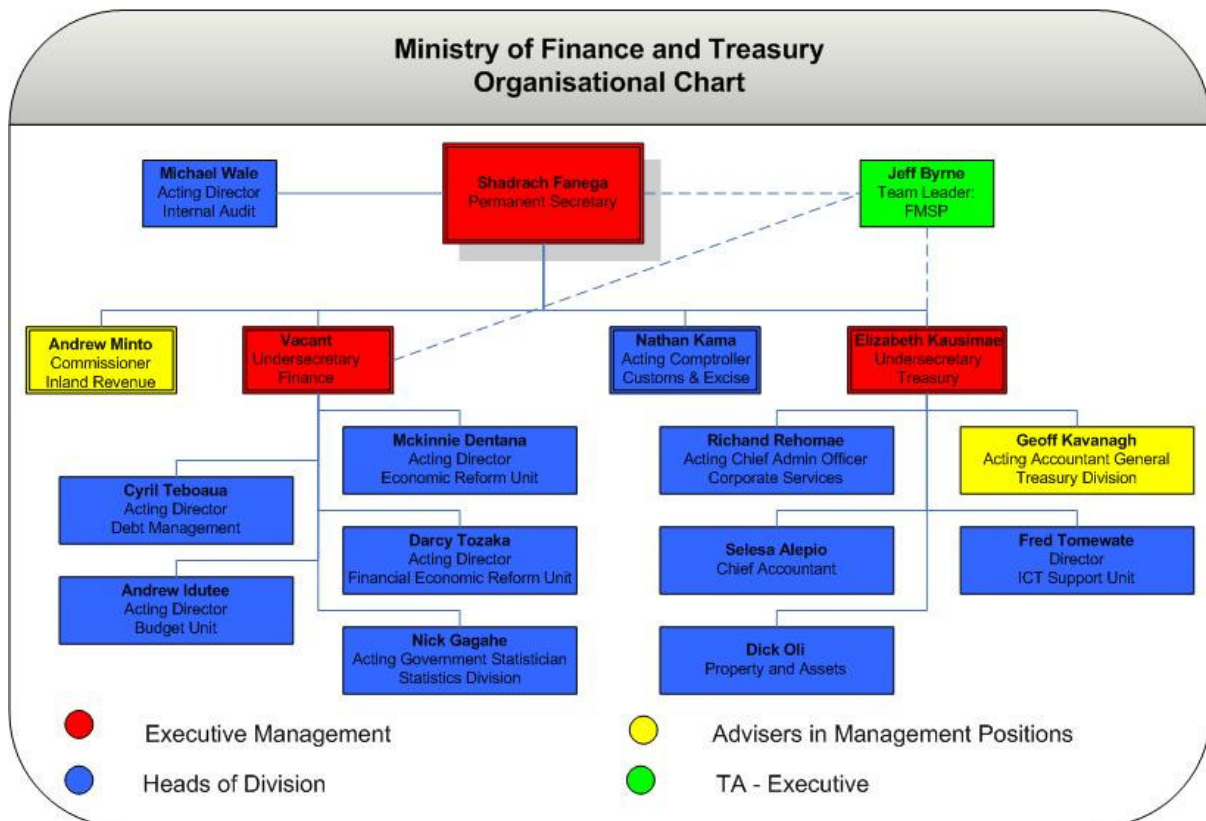 Ministry of Finance and Treasury
Organisational Chart
Michael Wale
Acting Director
Internal Audit
Shadrach Fanega
Permanent Secretary
Jeff Byrne
Team Leader:
FMSP
Andrew Minto
Commissioner
Inland Revenue
Vacant
Undersecretary
Finance
Nathan Kama
Acting Comptroller
Customs & Excise
Elizabeth Kausimae
Undersecretary
Treasury
Mckinnie Dentana
Acting Director
Economic Reform Unit
Richand Rehomae
Acting Chief Admin Officer
Corporate Services
Geoff Kavanagh
Acting Accountant General
Treasury Division
Cyril Teboaua
Acting Director
Debt Management
Darcy Tozaka
Acting Director
Financial Economic Reform Unit
Selesa Alepio
Chief Accountant
Fred Tomewate
Director
ICT Support Unit
Andrew Idutee
Acting Director
Budget Unit
Nick Gagahe
Acting Government Statistician
Statistics Division
Dick Oli
Property and Assets
Executive Management
Advisers in Management Positions
Heads of Division
TA - Executive